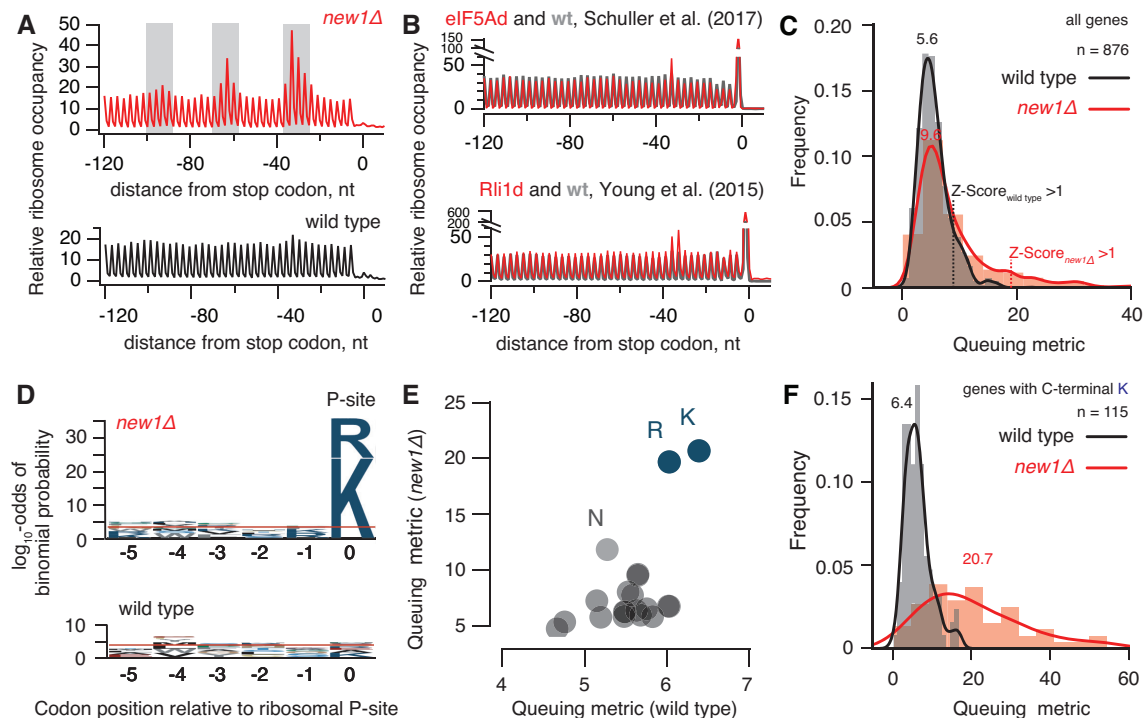 A
new1Δ
Relative ribosome occupancy
50
40
30
20
10
0
-120
-80
-40
0
distance from stop codon, nt
wild type
20
10
0
-120
-80
-40
0
distance from stop codon, nt
B
eIF5Ad and wt, Schuller et al. (2017)
Relative ribosome occupancy
150
100
50
0
-120
-80
-40
0
Rli1d and wt, Young et al. (2015)
600
200
50
0
-120
-80
-40
0
distance from stop codon, nt
C
all genes
n = 876
wild type
new1Δ
5.6
9.6
Z-Score wild type >1
Z-Score new1Δ >1
Frequency
0.20
0.15
0.10
0.05
0
0
20
40
Queuing metric
D
new1Δ
P-site
R
K
log10-odds of
binomial probability
30
20
10
0
-5
-4
-3
-2
-1
0
wild type
10
0
-5
-4
-3
-2
-1
0
Codon position relative to ribosomal P-site
E
Queuing metric (new1Δ)
25
20
15
10
5
R
K
N
4
5
6
7
Queuing metric (wild type)
F
genes with C-terminal K
n = 115
wild type
new1Δ
6.4
20.7
Frequency
0.15
0.10
0.05
0
0
20
40
60
Queuing metric